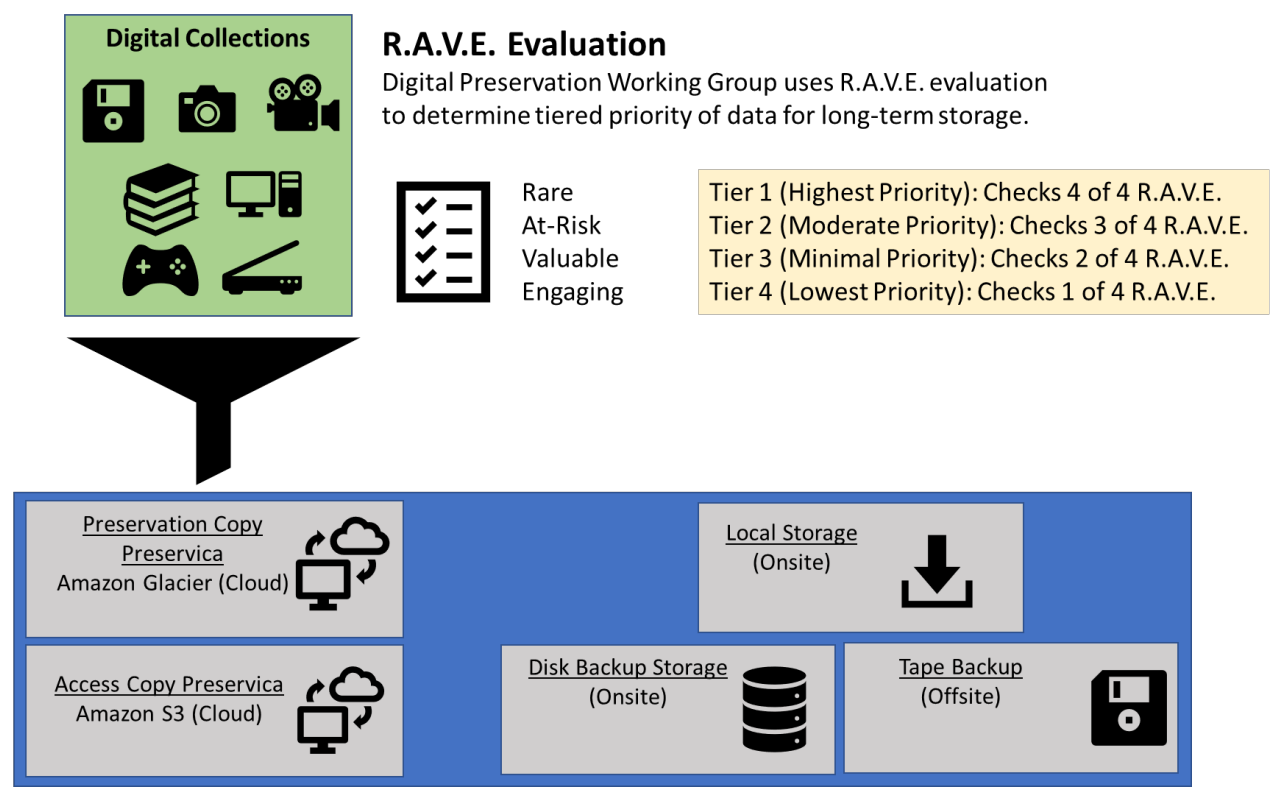 Digital Collections
R.A.V.E. Evaluation
Digital Preservation Working Group uses R.A.V.E. evaluation
to determine tiered priority of data for long-term storage.
Rare
At-Risk
Valuable
Engaging
Tier 1 (Highest Priority): Checks 4 of 4 R.A.V.E.
Tier 2 (Moderate Priority): Checks 3 of 4 R.A.V.E.
Tier 3 (Minimal Priority): Checks 2 of 4 R.A.V.E.
Tier 4 (Lowest Priority): Checks 1 of 4 R.A.V.E.
Preservation Copy
Preservica
Amazon Glacier (Cloud)
Access Copy Preservica
Amazon S3 (Cloud)
Local Storage
(Onsite)
Disk Backup Storage
(Onsite)
Tape Backup
(Offsite)